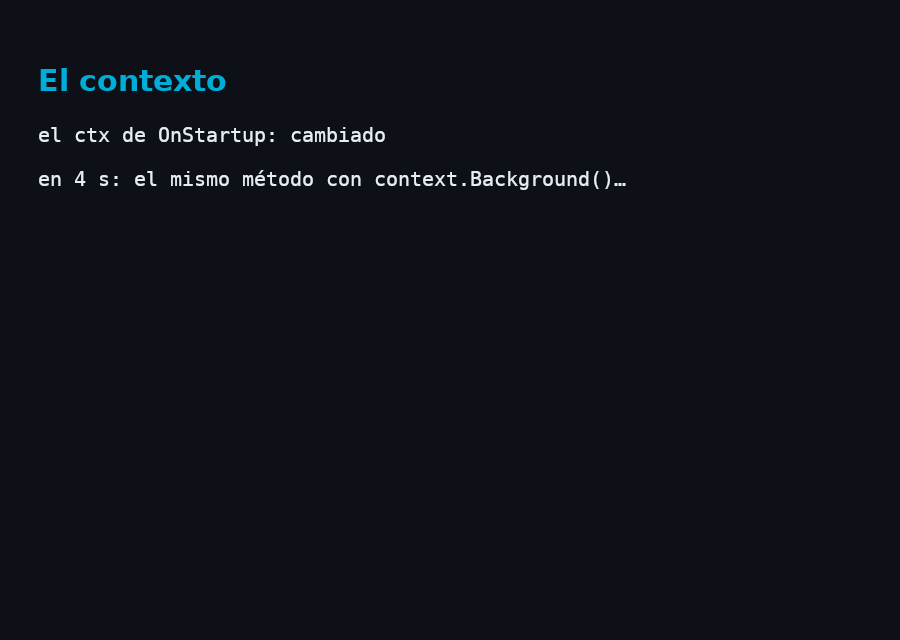 El contexto
el ctx de OnStartup: cambiado
en 4 s: el mismo método con context.Background()…